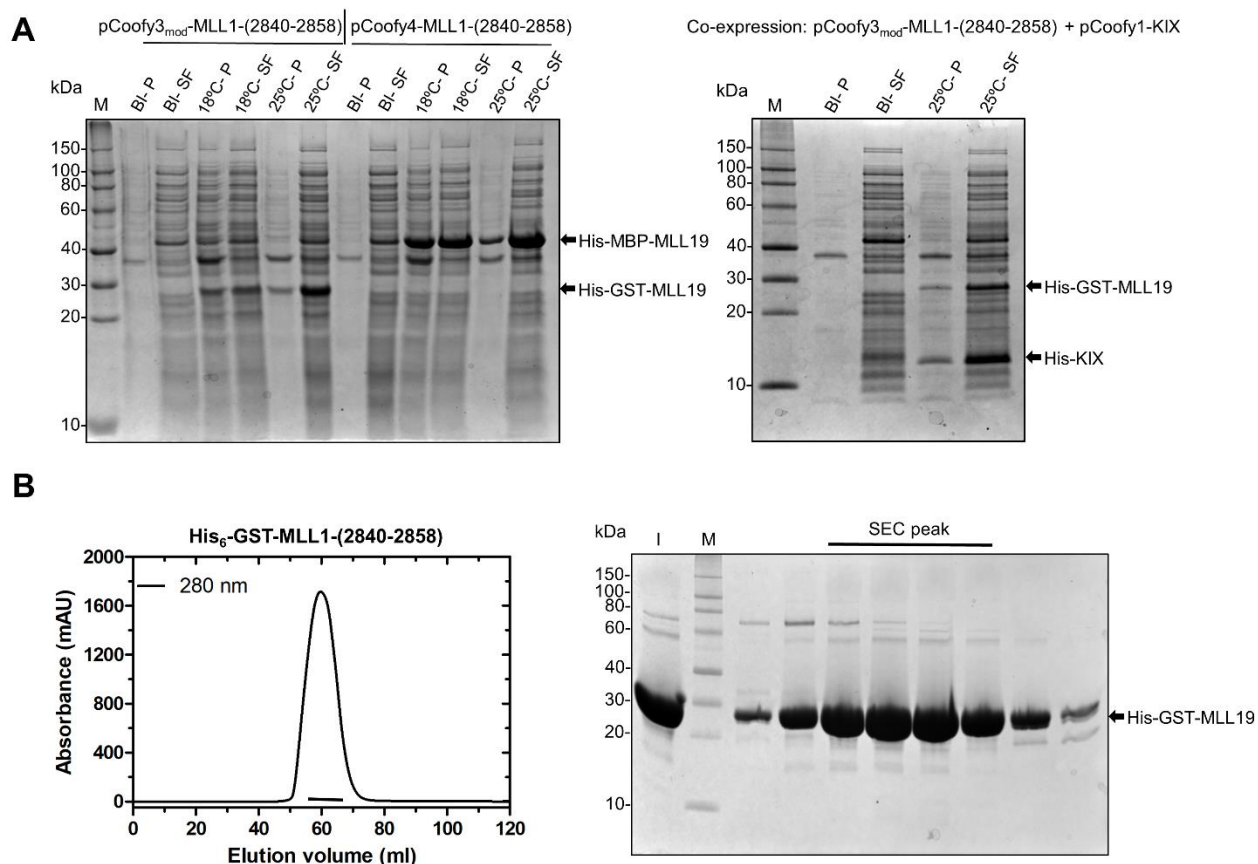 A
pCoofy3mod-MLL1-(2840-2858) pCoofy4-MLL1-(2840-2858)
kDa M BI- P BI- SF 18ºC- P 18ºC- SF 25ºC- P 25ºC- SF BI- P BI- SF 18ºC- P 18ºC- SF 25ºC- P 25ºC- SF
150
100
80
60
40
30
20
10
His-MBP-MLL19
His-GST-MLL19
Co-expression: pCoofy3mod-MLL1-(2840-2858) + pCoofy1-KIX
kDa M BI- P BI- SF 25ºC- P 25ºC- SF
150
100
80
60
40
30
20
10
His-GST-MLL19
His-KIX
B
His6-GST-MLL1-(2840-2858)
280 nm
Absorbance (mAU)
2000
1600
1200
800
400
0
0 20 40 60 80 100 120
Elution volume (ml)
kDa I M SEC peak
150
100
80
60
40
30
20
10
His-GST-MLL19